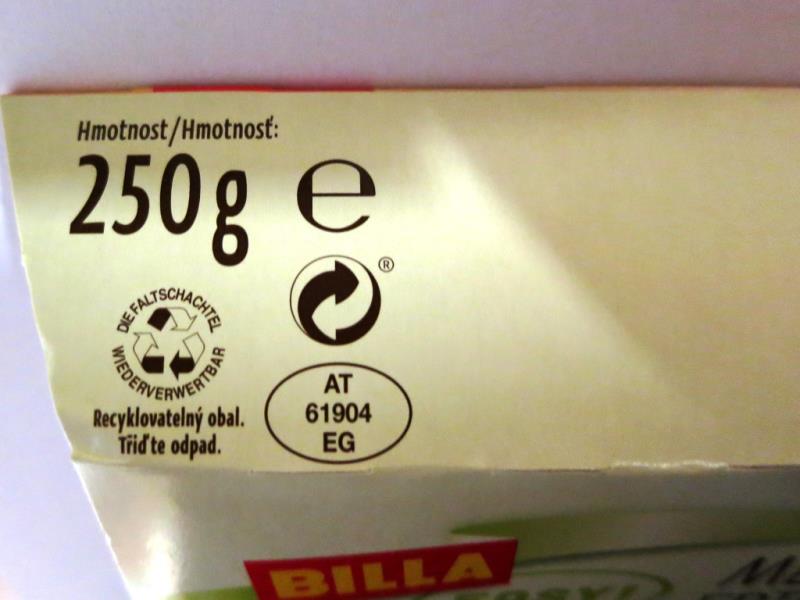 Hmotnost/Hmotnosť:
250g ℮
®
DIE FALTSCHACHTEL
WIEDERVERWERTBAR
Recyklovatelný obal.
Třiďte odpad.
AT
61904
EG
BILLA